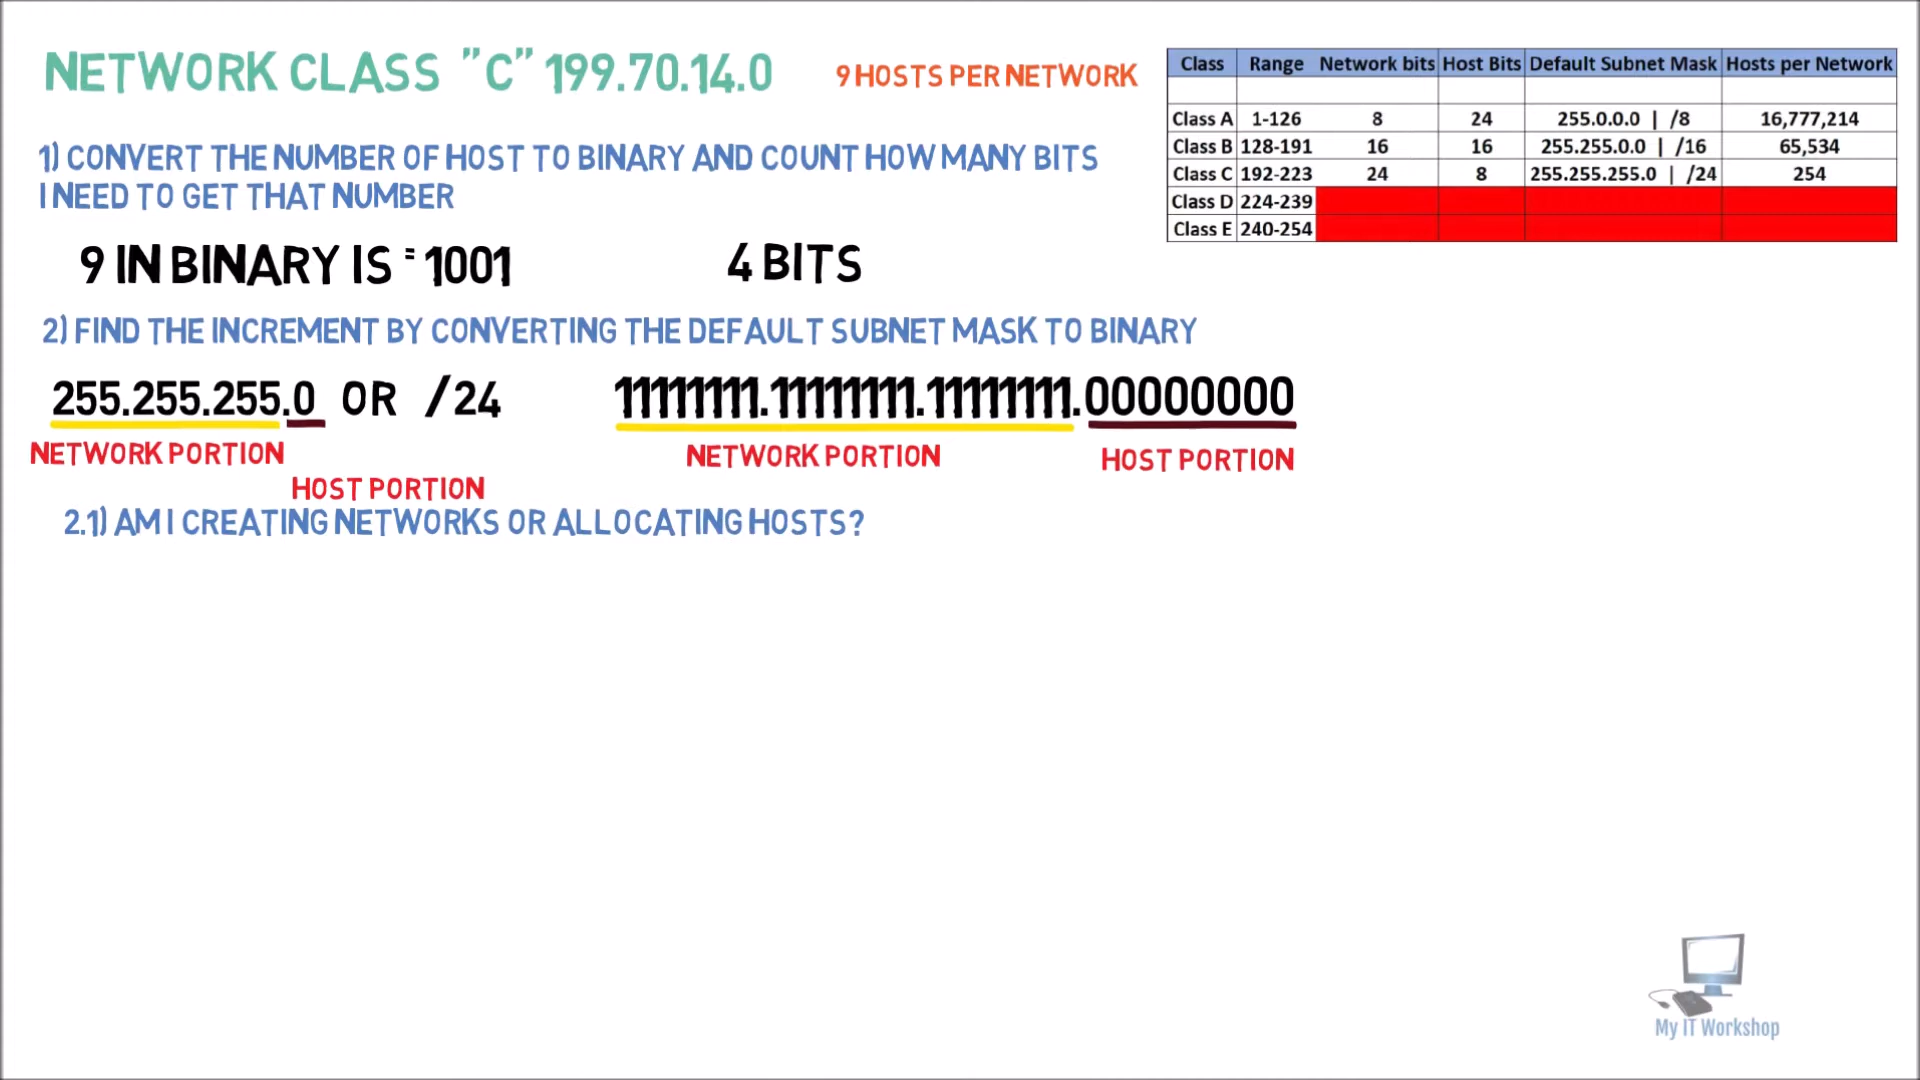 NETWORK CLASS "C" 199.70.14.0
9 HOSTS PER NETWORK
Class Range Network bits Host Bits Default Subnet Mask Hosts per Network
Class A 1-126 8 24 255.0.0.0 | /8 16,777,214
Class B 128-191 16 16 255.255.0.0 | /16 65,534
Class C 192-223 24 8 255.255.255.0 | /24 254
Class D 224-239
Class E 240-254
1) CONVERT THE NUMBER OF HOST TO BINARY AND COUNT HOW MANY BITS
I NEED TO GET THAT NUMBER
9 IN BINARY IS = 1001 4 BITS
2) FIND THE INCREMENT BY CONVERTING THE DEFAULT SUBNET MASK TO BINARY
255.255.255.0 OR /24 11111111.11111111.11111111.00000000
NETWORK PORTION NETWORK PORTION HOST PORTION
HOST PORTION
2.1) AM I CREATING NETWORKS OR ALLOCATING HOSTS?
My IT Workshop